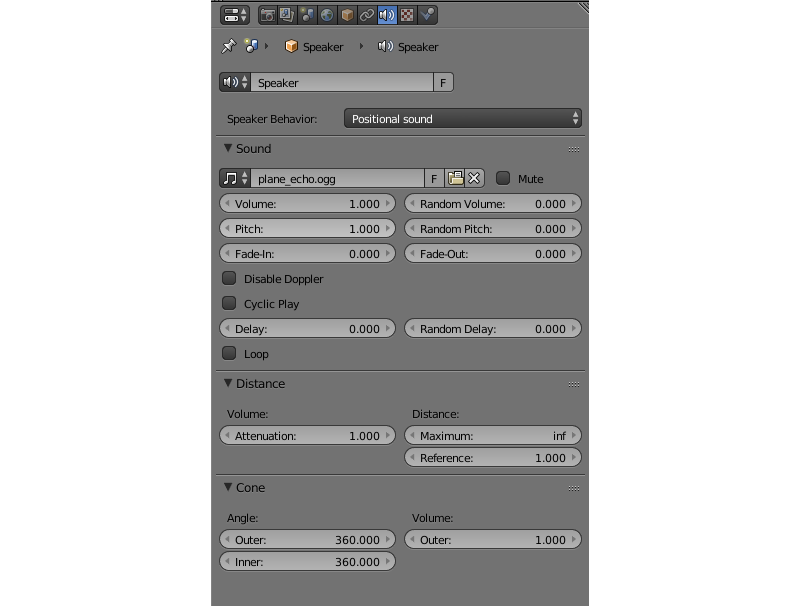 Speaker Speaker
Speaker F
Speaker Behavior: Positional sound
Sound
plane_echo.ogg F Mute
Volume: 1.000 Random Volume: 0.000
Pitch: 1.000 Random Pitch: 0.000
Fade-In: 0.000 Fade-Out: 0.000
Disable Doppler
Cyclic Play
Delay: 0.000 Random Delay: 0.000
Loop
Distance
Volume: Distance:
Attenuation: 1.000 Maximum: inf
Reference: 1.000
Cone
Angle: Volume:
Outer: 360.000 Outer: 1.000
Inner: 360.000